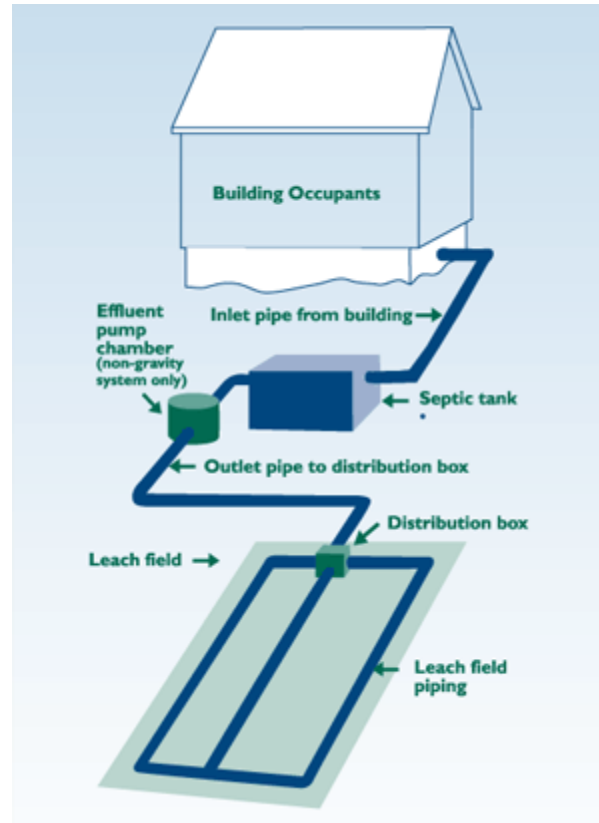 Building Occupants
Effluent
pump
chamber
(non-gravity
system only)
Inlet pipe from building
Septic tank
Outlet pipe to distribution box
Distribution box
Leach field
Leach field
piping